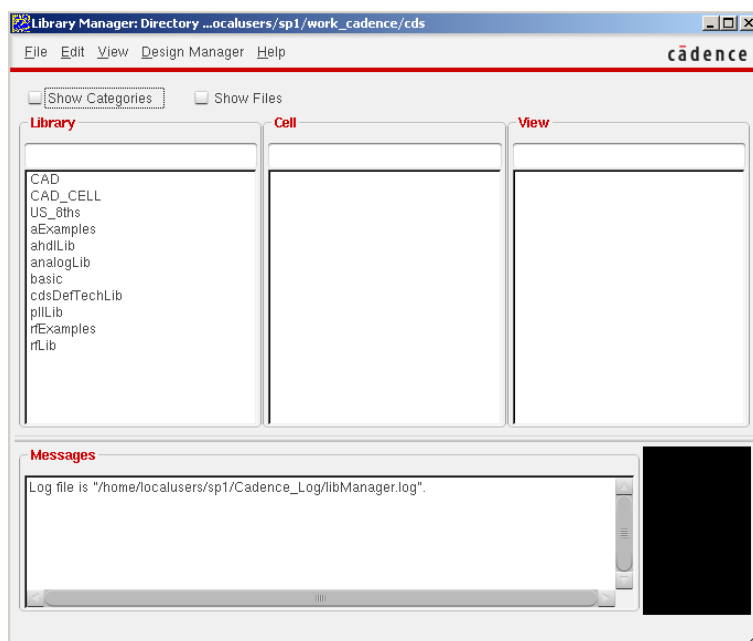 Library Manager: Directory ...ocalusers/sp1/work_cadence/cds
File Edit View Design Manager Help
cādence
Show Categories Show Files
Library Cell View
CAD
CAD_CELL
US_8ths
aExamples
ahdlLib
analogLib
basic
cdsDefTechLib
pllLib
rfExamples
rfLib
Messages
Log file is "/home/localusers/sp1/Cadence_Log/libManager.log".